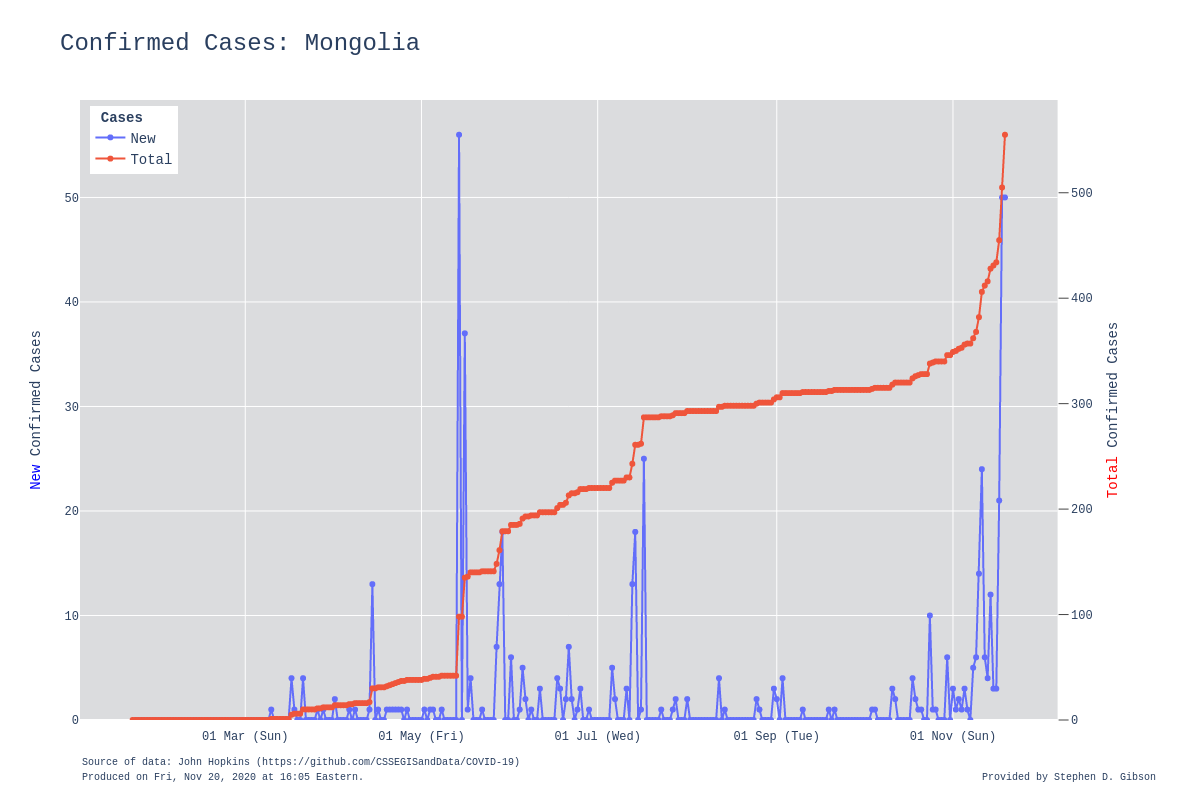 Confirmed Cases: Mongolia
Cases
New
Total
50
40
30
20
10
0
500
400
300
200
100
0
New Confirmed Cases
Total Confirmed Cases
01 Mar (Sun) 01 May (Fri) 01 Jul (Wed) 01 Sep (Tue) 01 Nov (Sun)
Source of data: John Hopkins (https://github.com/CSSEGISandData/COVID-19)
Produced on Fri, Nov 20, 2020 at 16:05 Eastern.
Provided by Stephen D. Gibson